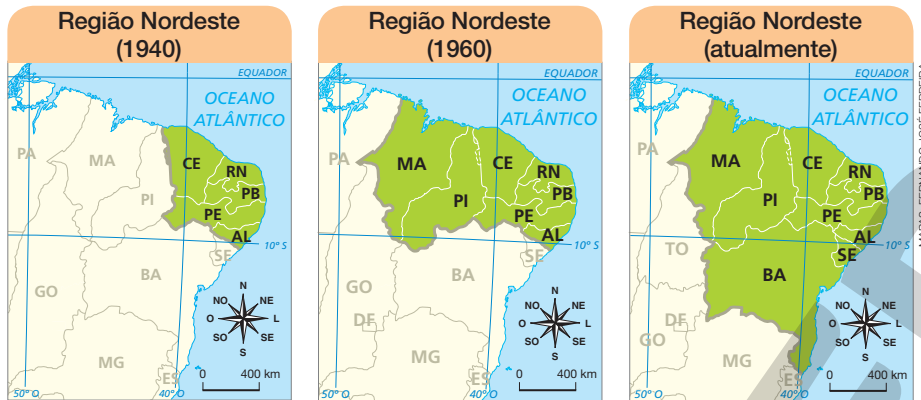 Região Nordeste
(1940)
EQUADOR
OCEANO
ATLÂNTICO
PA
MA
CE
RN
PB
PI
PE
AL
10° S
SE
BA
GO
MG
ES
N
NO
NE
O
L
SO
SE
S
0
400 km
50° O
40° O
Região Nordeste
(1960)
EQUADOR
OCEANO
ATLÂNTICO
PA
MA
CE
RN
PB
PI
PE
AL
10° S
SE
BA
GO
DF
MG
ES
N
NO
NE
O
L
SO
SE
S
0
400 km
50° O
40° O
Região Nordeste
(atualmente)
EQUADOR
OCEANO
ATLÂNTICO
PA
MA
CE
RN
PB
PI
PE
AL
10° S
TO
SE
BA
DF
GO
MG
ES
N
NO
NE
O
L
SO
SE
S
0
400 km
50° O
40° O